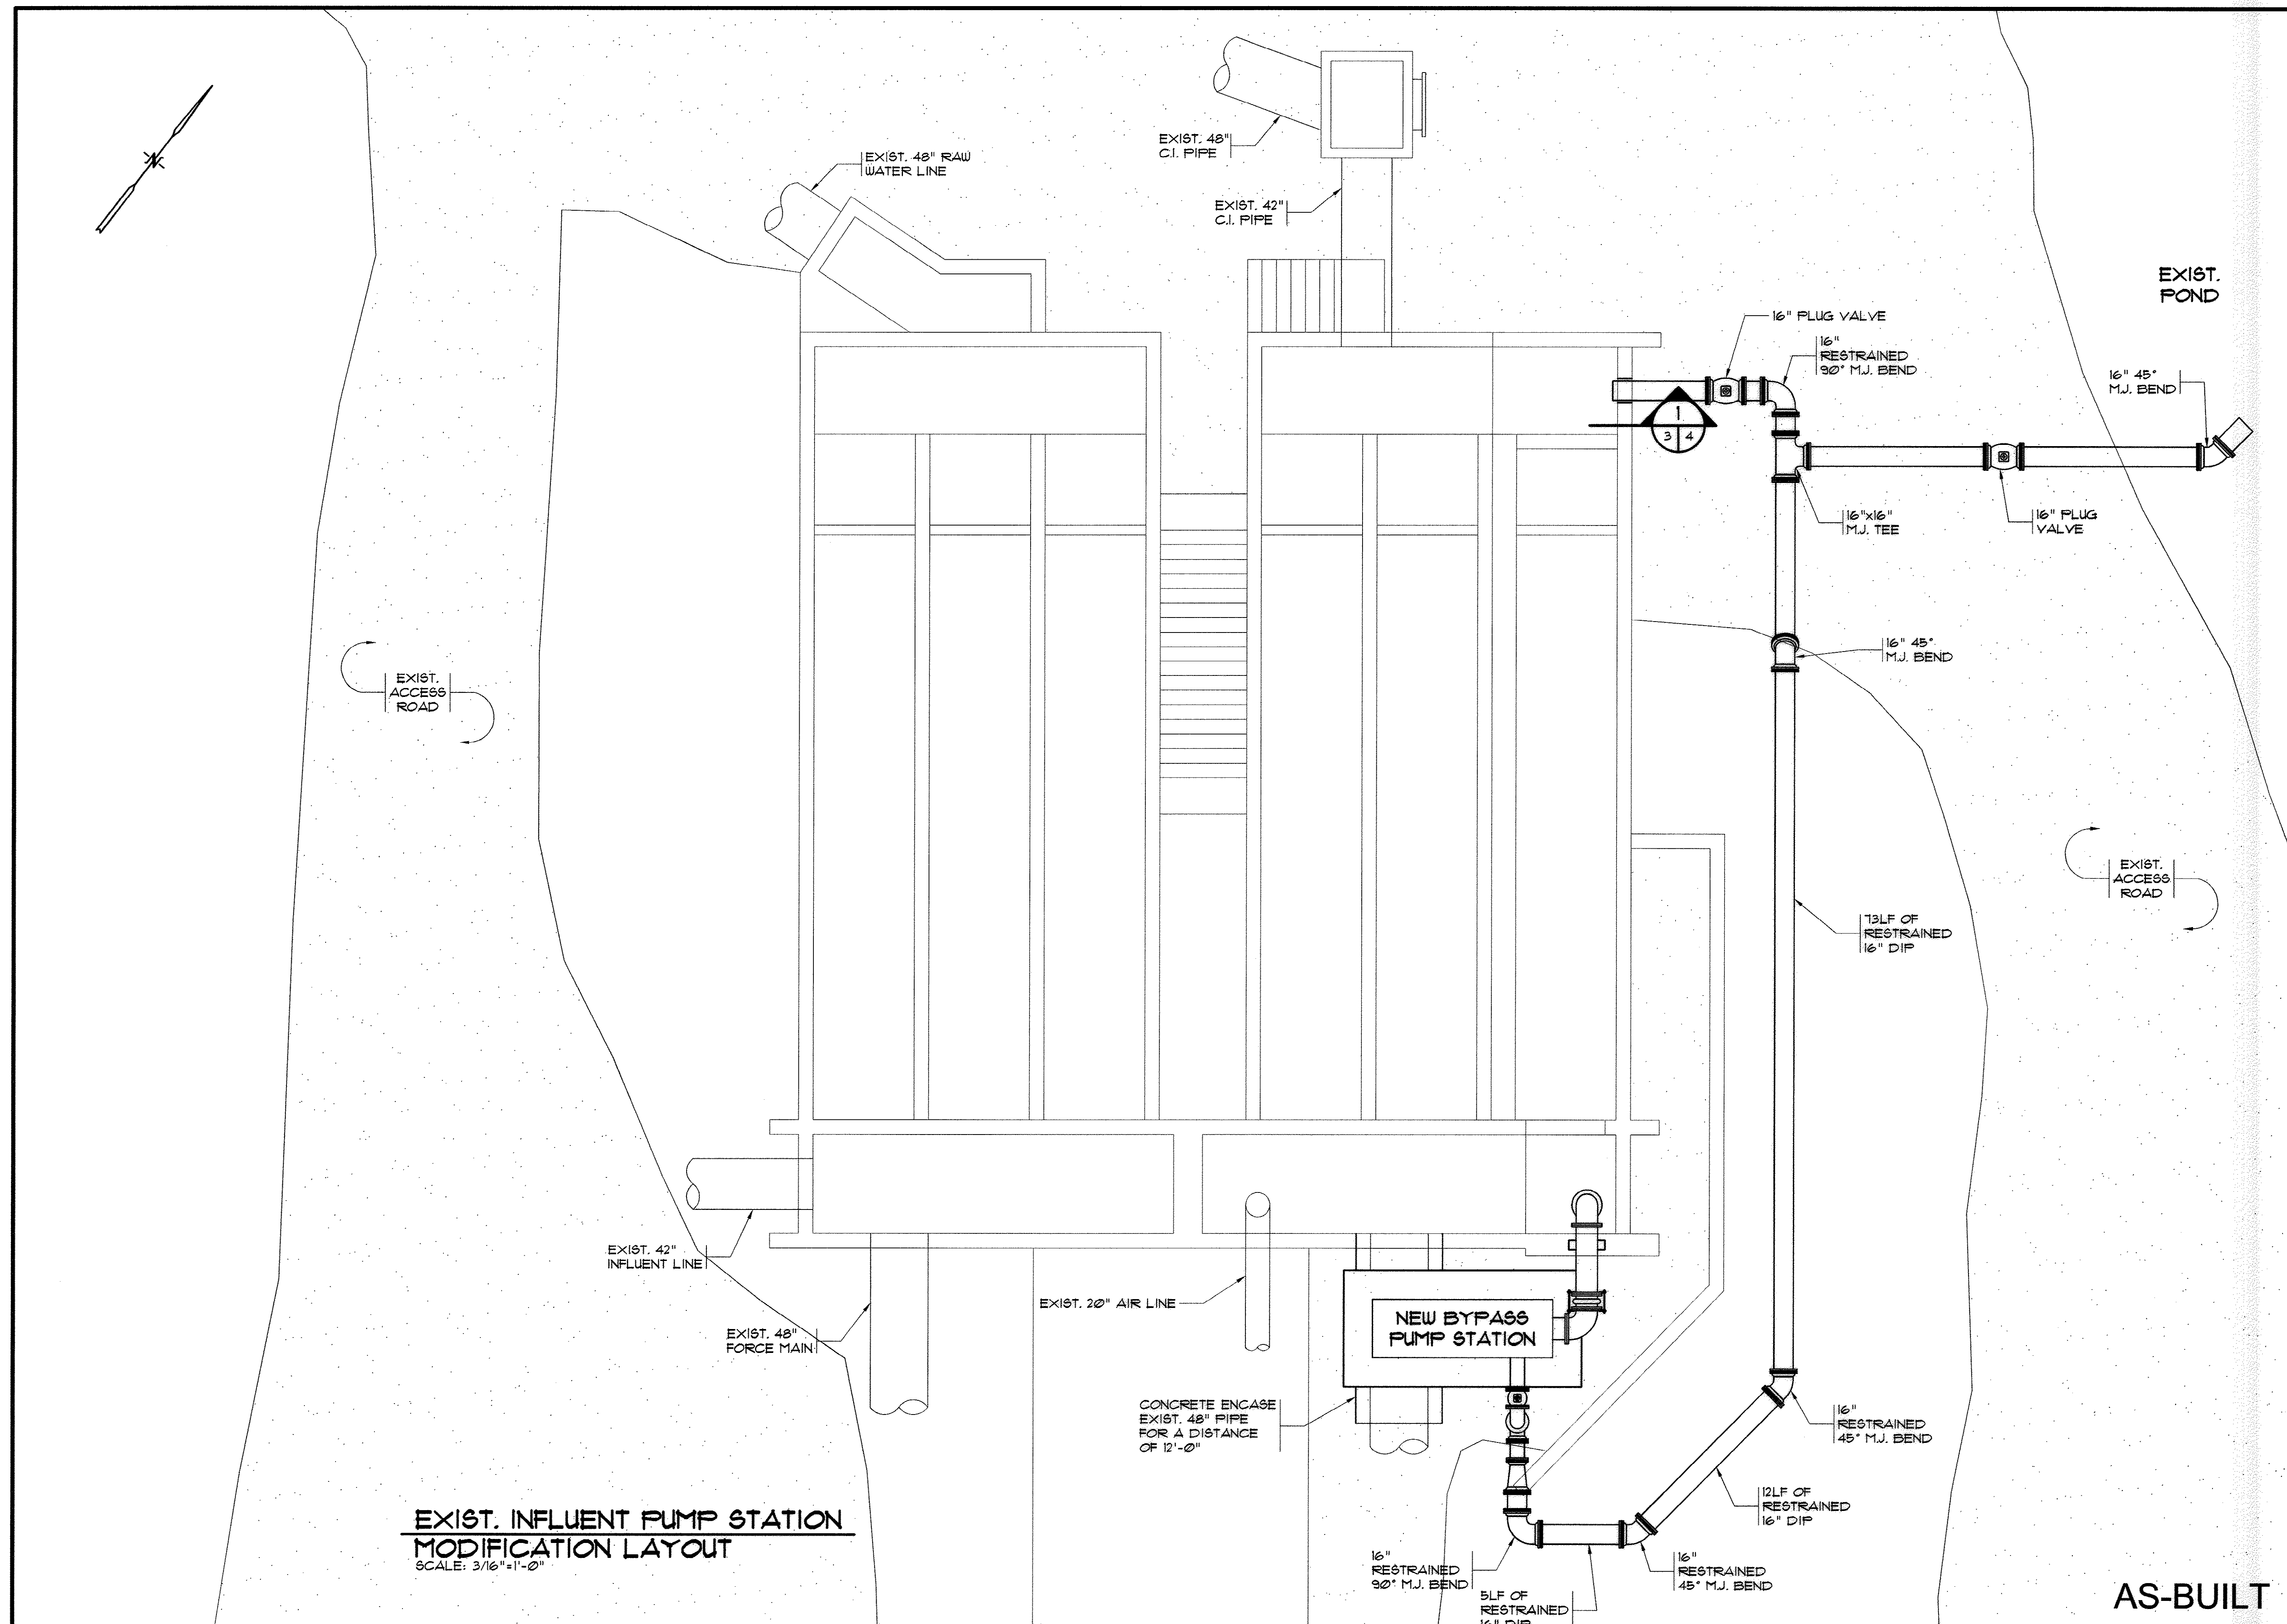 EXIST. 48"
C.I. PIPE
EXIST. 48" RAW
WATER LINE
EXIST. 42"
C.I. PIPE
N
EXIST.
POND
16" PLUG VALVE
16"
RESTRAINED
90° M.J. BEND
16" 45°
M.J. BEND
1
3 4
16"x16"
M.J. TEE
16" PLUG
VALVE
16" 45°
M.J. BEND
EXIST.
ACCESS
ROAD
EXIST.
ACCESS
ROAD
73LF OF
RESTRAINED
16" DIP
EXIST. 42"
INFLUENT LINE
EXIST. 20" AIR LINE
EXIST. 48"
FORCE MAIN
NEW BYPASS
PUMP STATION
CONCRETE ENCASE
EXIST. 48" PIPE
FOR A DISTANCE
OF 12'-0"
16"
RESTRAINED
45° M.J. BEND
12LF OF
RESTRAINED
16" DIP
EXIST. INFLUENT PUMP STATION
MODIFICATION LAYOUT
SCALE: 3/16"=1'-0"
16"
RESTRAINED
90° M.J. BEND
5LF OF
RESTRAINED
16" DIP
16"
RESTRAINED
45° M.J. BEND
AS-BUILT